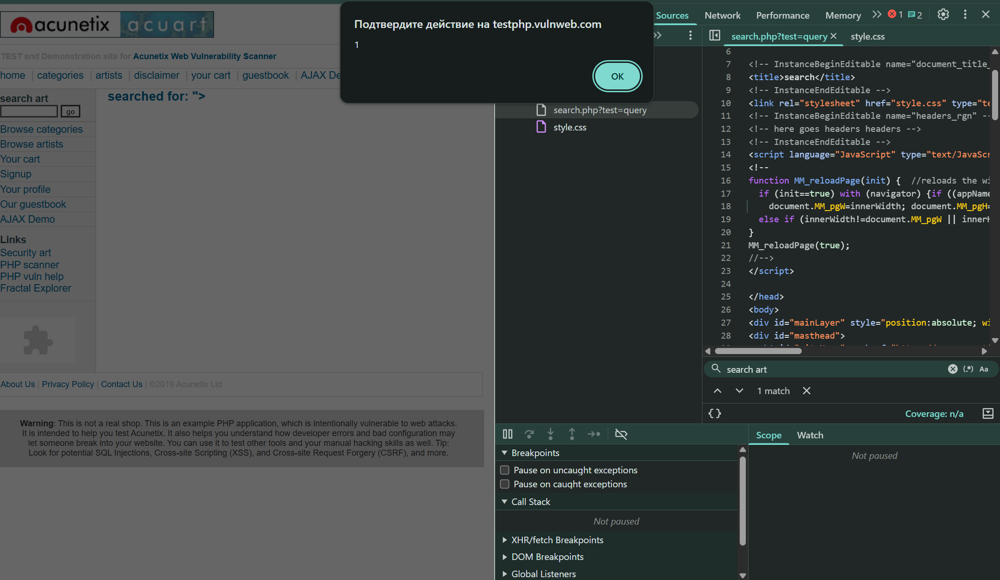 acunetix acuart
TEST and Demonstration site for Acunetix Web Vulnerability Scanner
home | categories | artists | disclaimer | your cart | guestbook | AJAX De
search art
go
Browse categories
Browse artists
Your cart
Signup
Your profile
Our guestbook
AJAX Demo
Links
Security art
PHP scanner
PHP vuln help
Fractal Explorer
searched for: ">
About Us | Privacy Policy | Contact Us | ©2019 Acunetix Ltd
Warning: This is not a real shop. This is an example PHP application, which is intentionally vulnerable to web attacks.
It is intended to help you test Acunetix. It also helps you understand how developer errors and bad configuration may
let someone break into your website. You can use it to test other tools and your manual hacking skills as well. Tip:
Look for potential SQL Injections, Cross-site Scripting (XSS), and Cross-site Request Forgery (CSRF), and more.
Подтвердите действие на testphp.vulnweb.com
1
OK
Sources Network Performance Memory 1 2
search.php?test=query
style.css
search.php?test=query style.css
6
7 <!-- InstanceBeginEditable name="document_title_
8 <title>search</title>
9 <!-- InstanceEndEditable -->
10 <link rel="stylesheet" href="style.css" type="te
11 <!-- InstanceBeginEditable name="headers_rgn" --
12 <!-- here goes headers headers -->
13 <!-- InstanceEndEditable -->
14 <script language="JavaScript" type="text/JavaScr
15 <!--
16 function MM_reloadPage(init) {  //reloads the wi
17   if (init==true) with (navigator) {if ((appName
18     document.MM_pgW=innerWidth; document.MM_pgH=
19   else if (innerWidth!=document.MM_pgW || innerH
20 }
21 MM_reloadPage(true);
22 //-->
23 </script>
24
25 </head>
26 <body>
27 <div id="mainLayer" style="position:absolute; wi
28 <div id="masthead">
search art (.*) Aa
1 match
{ } Coverage: n/a
Breakpoints
Pause on uncaught exceptions
Pause on caught exceptions
Call Stack
Not paused
XHR/fetch Breakpoints
DOM Breakpoints
Global Listeners
Scope Watch
Not paused